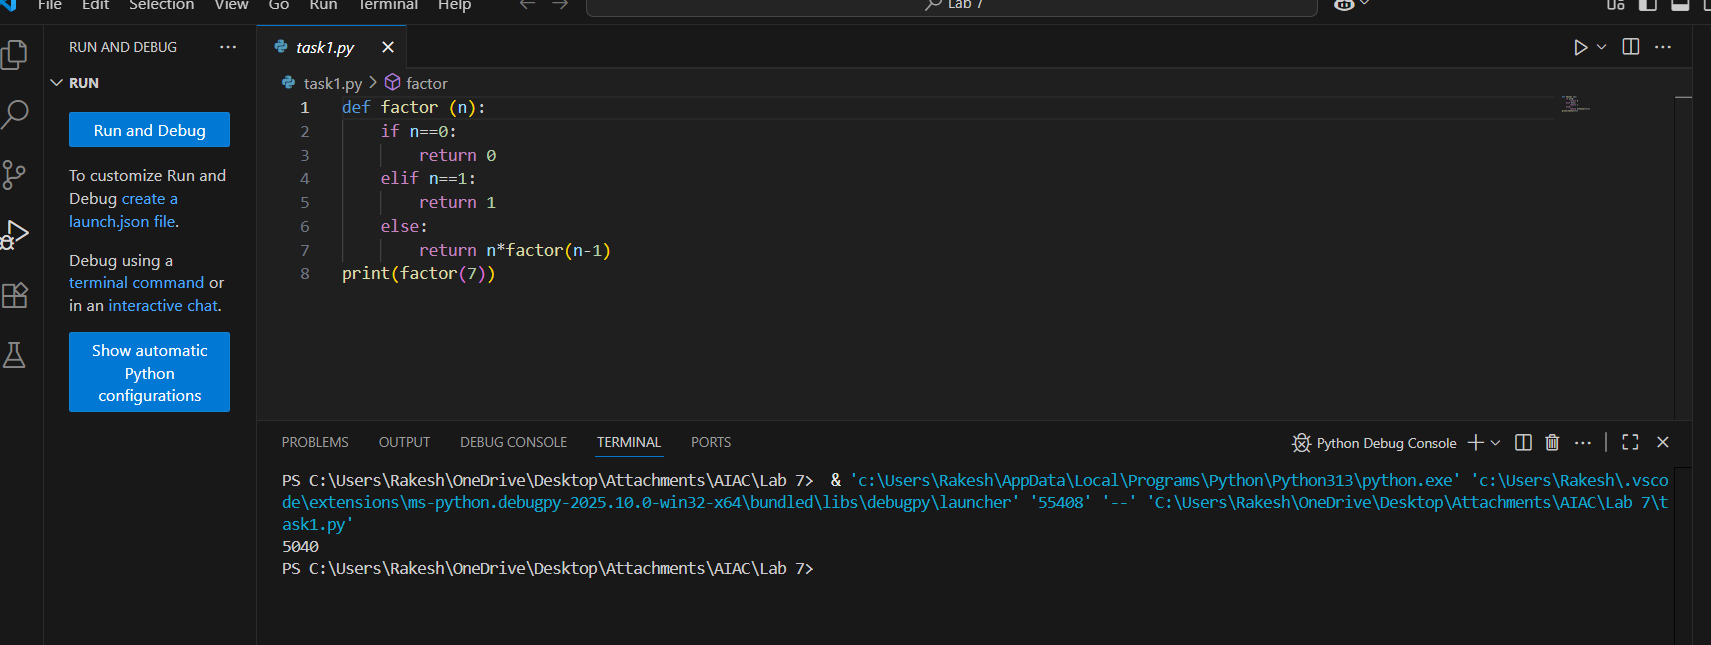 File Edit Selection View Go Run Terminal Help
Lab 7
RUN AND DEBUG ...
RUN
Run and Debug
To customize Run and
Debug create a
launch.json file.
Debug using a
terminal command or
in an interactive chat.
Show automatic
Python
configurations
task1.py
task1.py > factor
1 def factor (n):
2 if n==0:
3 return 0
4 elif n==1:
5 return 1
6 else:
7 return n*factor(n-1)
8 print(factor(7))
PROBLEMS OUTPUT DEBUG CONSOLE TERMINAL PORTS
Python Debug Console
PS C:\Users\Rakesh\OneDrive\Desktop\Attachments\AIAC\Lab 7> & 'c:\Users\Rakesh\AppData\Local\Programs\Python\Python313\python.exe' 'c:\Users\Rakesh\.vsco
de\extensions\ms-python.debugpy-2025.10.0-win32-x64\bundled\libs\debugpy\launcher' '55408' '--' 'C:\Users\Rakesh\OneDrive\Desktop\Attachments\AIAC\Lab 7\t
ask1.py'
5040
PS C:\Users\Rakesh\OneDrive\Desktop\Attachments\AIAC\Lab 7>